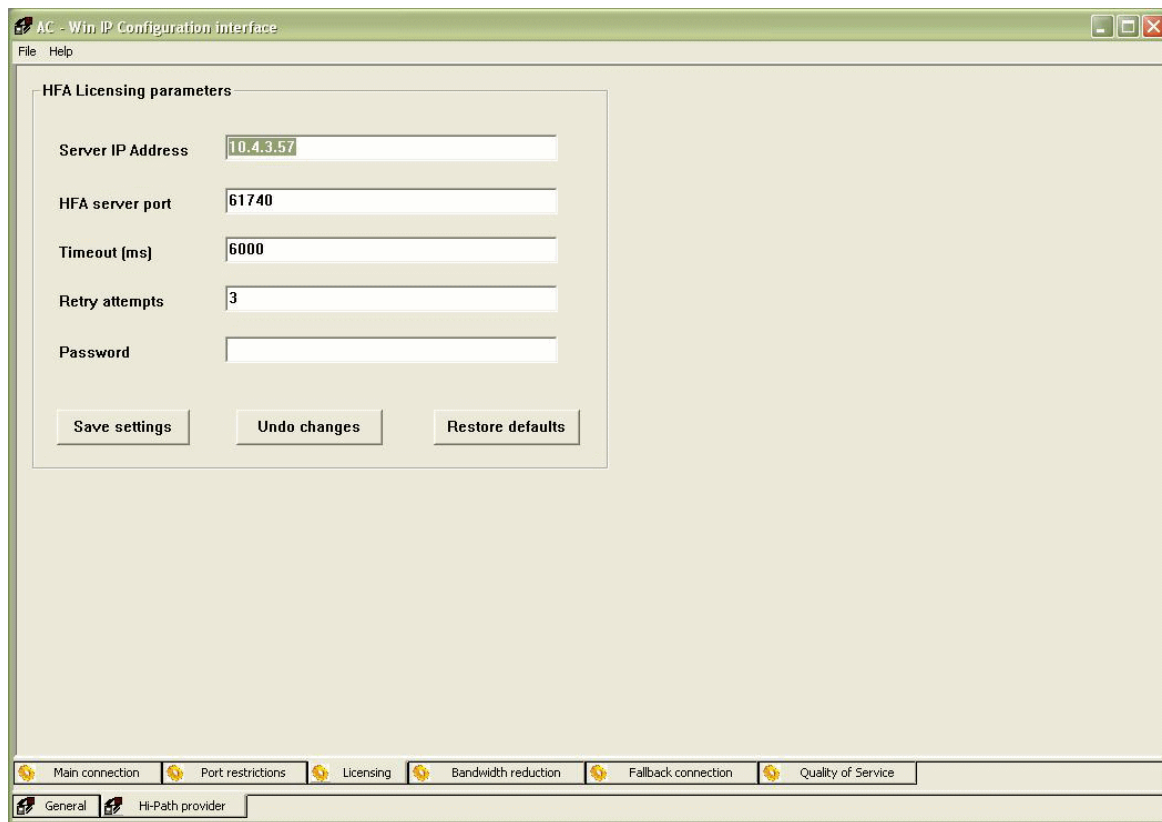 AC - Win IP Configuration interface
File Help
HFA Licensing parameters
Server IP Address 10.4.3.57
HFA server port 61740
Timeout (ms) 6000
Retry attempts 3
Password
Save settings Undo changes Restore defaults
Main connection Port restrictions Licensing Bandwidth reduction Fallback connection Quality of Service
General Hi-Path provider